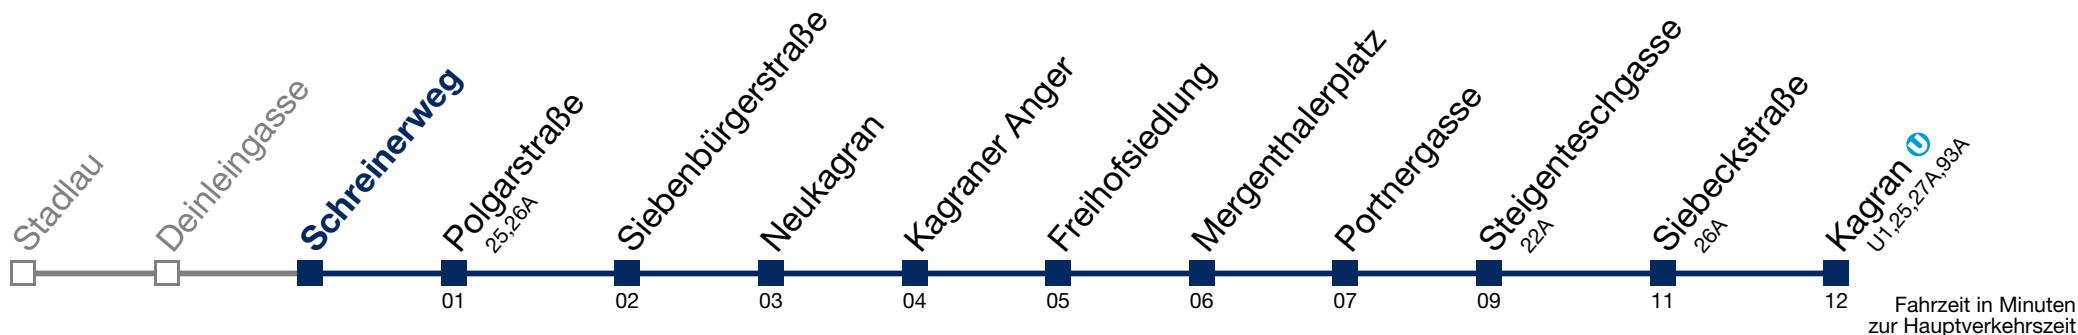 Stadlau
Deinleingasse
Schreinerweg
Polgarstraße
25,26A
Siebenbürgerstraße
Neukagran
Kagraner Anger
Freihofsiedlung
Mergenthalerplatz
Portnergasse
Steigenteschgasse
22A
Siebeckstraße
26A
Kagran U
U1,25,27A,93A
01
02
03
04
05
06
07
09
11
12
Fahrzeit in Minuten
zur Hauptverkehrszeit